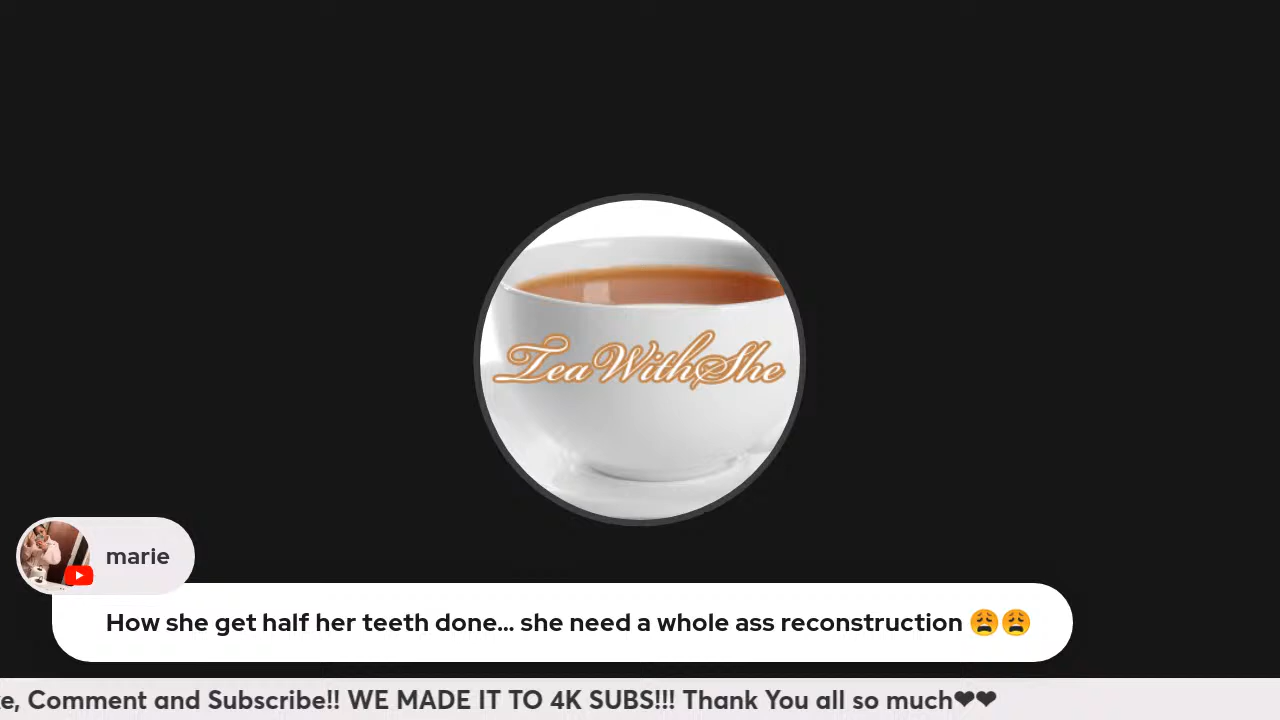 TeaWithShe
marie
How she get half her teeth done... she need a whole ass reconstruction 😩😩
e, Comment and Subscribe!! WE MADE IT TO 4K SUBS!!! Thank You all so much❤❤